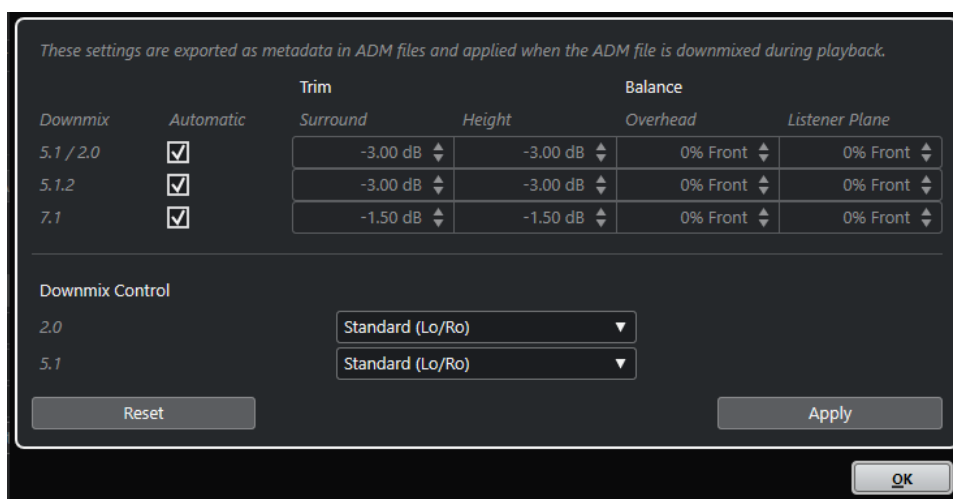 These settings are exported as metadata in ADM files and applied when the ADM file is downmixed during playback.
Trim Balance
Downmix Automatic Surround Height Overhead Listener Plane
5.1 / 2.0 -3.00 dB -3.00 dB 0% Front 0% Front
5.1.2 -3.00 dB -3.00 dB 0% Front 0% Front
7.1 -1.50 dB -1.50 dB 0% Front 0% Front
Downmix Control
2.0 Standard (Lo/Ro)
5.1 Standard (Lo/Ro)
Reset Apply
OK